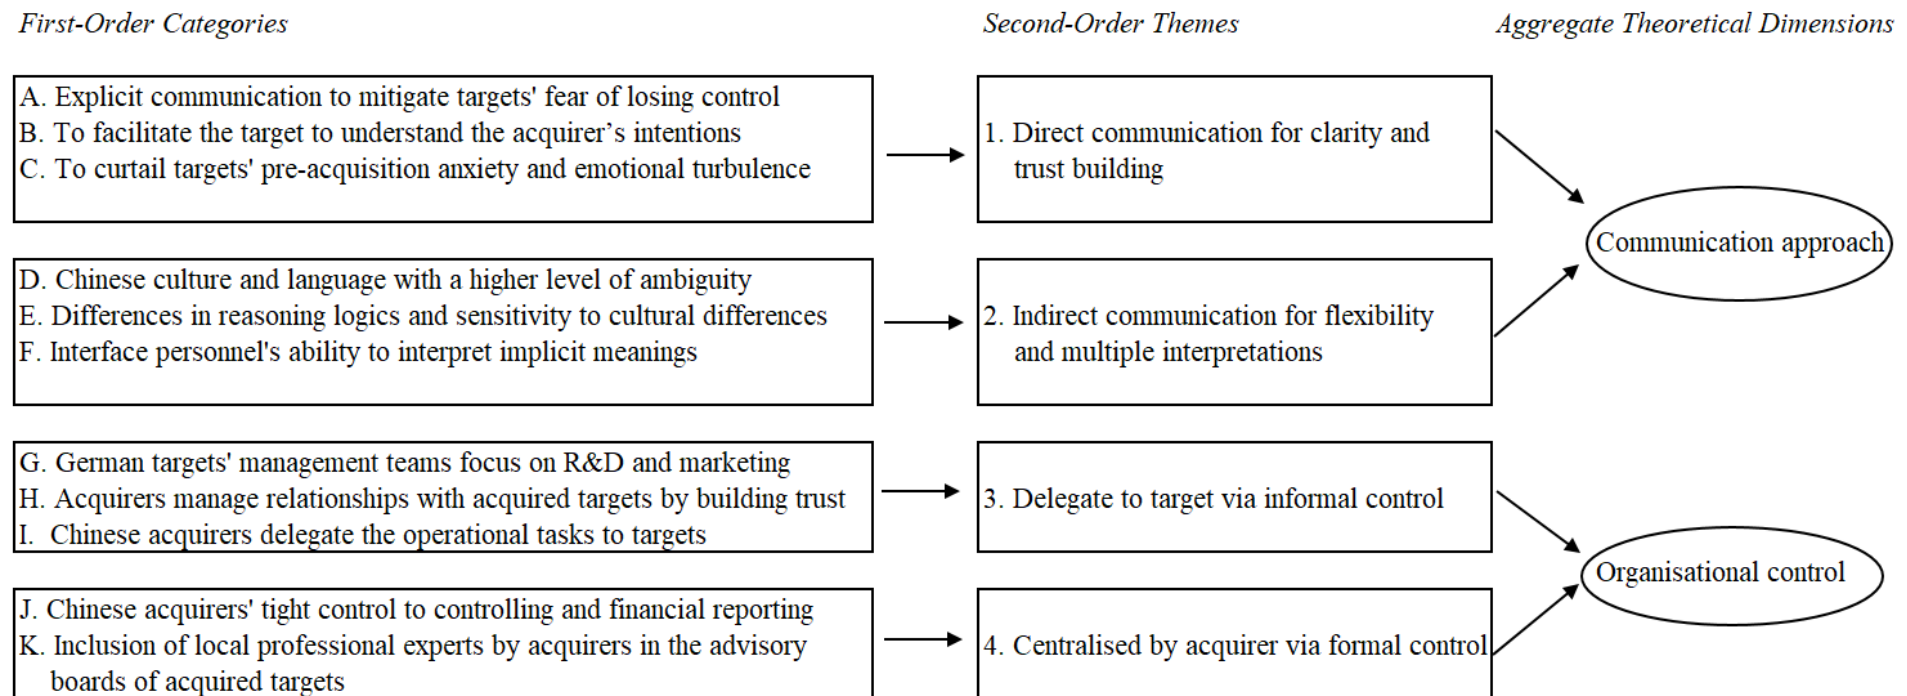 First-Order Categories
Second-Order Themes
Aggregate Theoretical Dimensions
A. Explicit communication to mitigate targets' fear of losing control
B. To facilitate the target to understand the acquirer’s intentions
C. To curtail targets' pre-acquisition anxiety and emotional turbulence
1. Direct communication for clarity and
trust building
Communication approach
D. Chinese culture and language with a higher level of ambiguity
E. Differences in reasoning logics and sensitivity to cultural differences
F. Interface personnel's ability to interpret implicit meanings
2. Indirect communication for flexibility
and multiple interpretations
G. German targets' management teams focus on R&D and marketing
H. Acquirers manage relationships with acquired targets by building trust
I. Chinese acquirers delegate the operational tasks to targets
3. Delegate to target via informal control
Organisational control
J. Chinese acquirers' tight control to controlling and financial reporting
K. Inclusion of local professional experts by acquirers in the advisory
boards of acquired targets
4. Centralised by acquirer via formal control